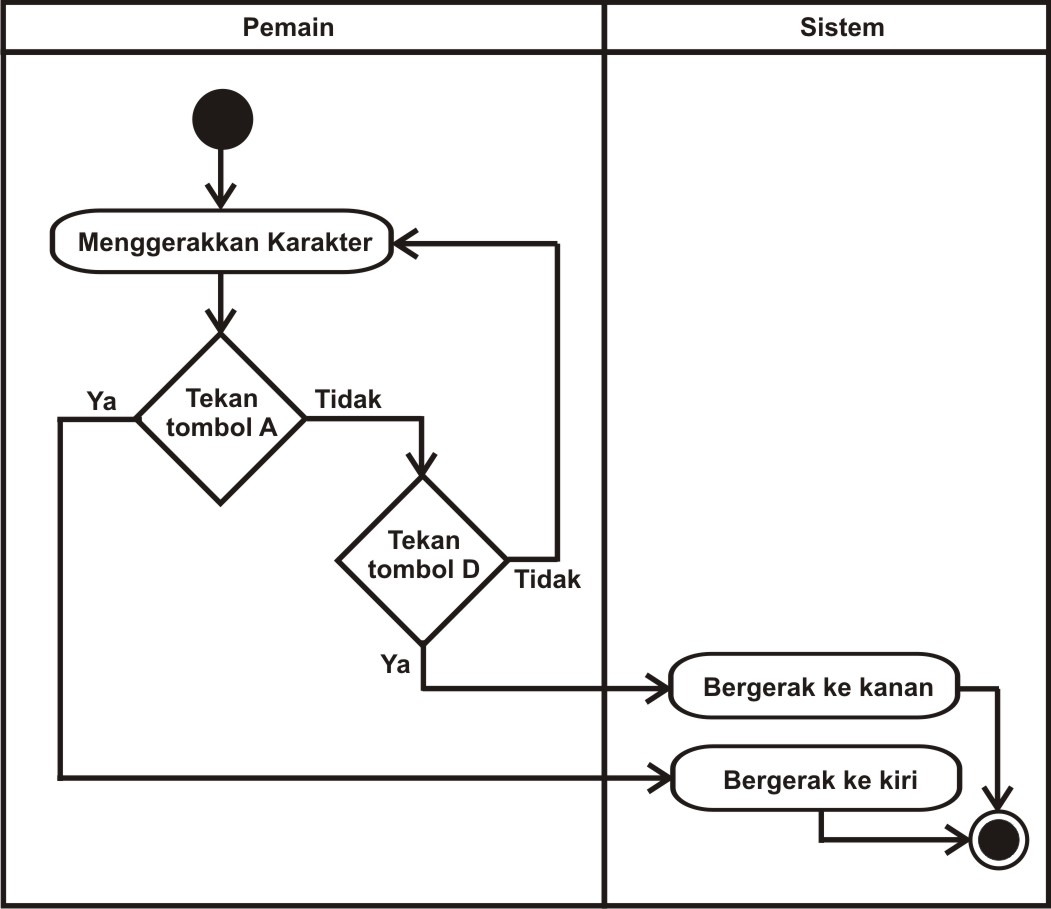 Pemain
Sistem
Menggerakkan Karakter
Ya
Tekan
tombol A
Tidak
Tekan
tombol D
Tidak
Ya
Bergerak ke kanan
Bergerak ke kiri